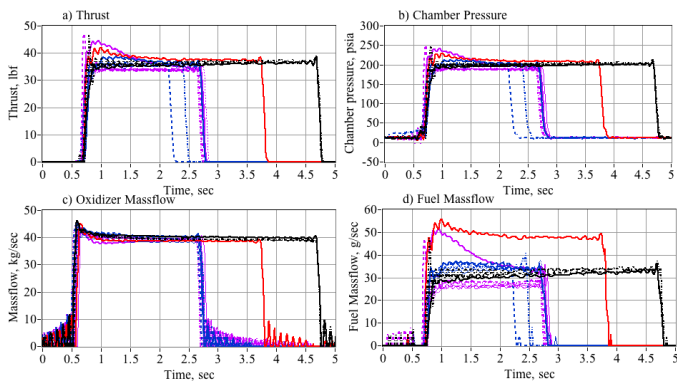 a) Thrust
b) Chamber Pressure
50
40
30
20
10
0
Thrust, lbf
0 0.5 1 1.5 2 2.5 3 3.5 4 4.5 5
Time, sec
300
250
200
150
100
50
0
-50
Chamber pressure, psia
0 0.5 1 1.5 2 2.5 3 3.5 4 4.5 5
Time, sec
c) Oxidizer Massflow
d) Fuel Massflow
50
40
30
20
10
0
Massflow, kg/sec
0 0.5 1 1.5 2 2.5 3 3.5 4 4.5 5
Time, sec
60
50
40
30
20
10
0
Fuel Massflow, g/sec
0 0.5 1 1.5 2 2.5 3 3.5 4 4.5 5
Time, sec